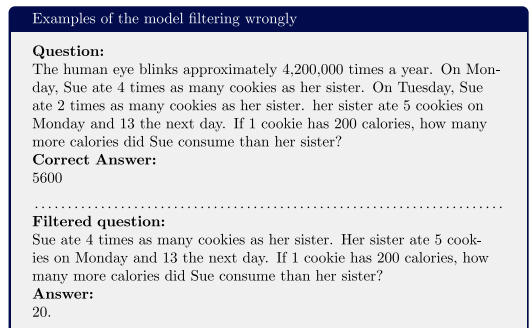 Examples of the model filtering wrongly
Question:
The human eye blinks approximately 4,200,000 times a year. On Mon-
day, Sue ate 4 times as many cookies as her sister. On Tuesday, Sue
ate 2 times as many cookies as her sister. her sister ate 5 cookies on
Monday and 13 the next day. If 1 cookie has 200 calories, how many
more calories did Sue consume than her sister?
Correct Answer:
5600
Filtered question:
Sue ate 4 times as many cookies as her sister. Her sister ate 5 cook-
ies on Monday and 13 the next day. If 1 cookie has 200 calories, how
many more calories did Sue consume than her sister?
Answer:
20.